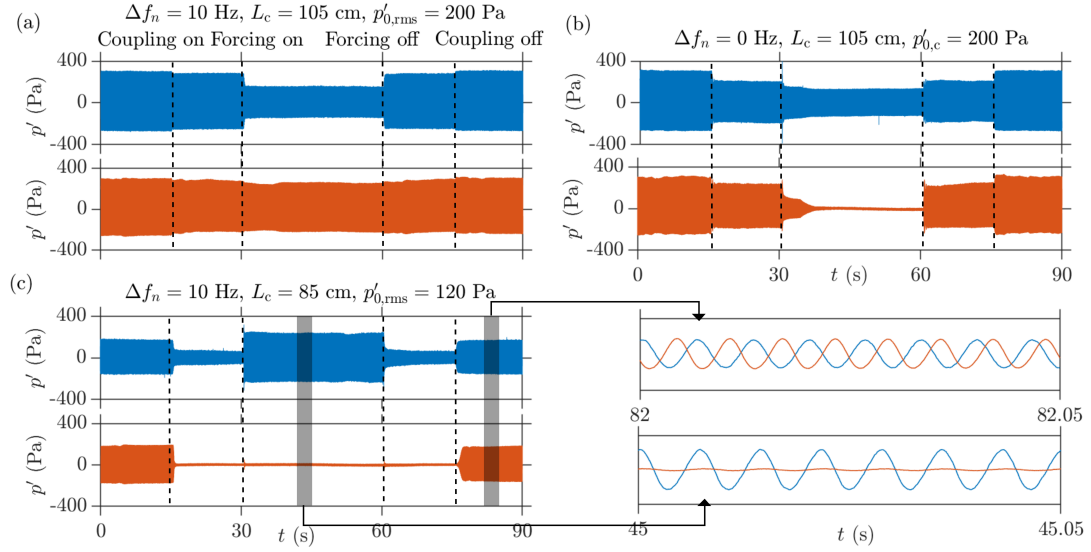 (a)
Δf_n = 10 Hz, L_c = 105 cm, p′_{0,rms} = 200 Pa
Coupling on Forcing on Forcing off Coupling off
400
0
-400
p′ (Pa)
400
0
-400
p′ (Pa)
(b)
Δf_n = 0 Hz, L_c = 105 cm, p′_{0,c} = 200 Pa
400
0
-400
p′ (Pa)
400
0
-400
p′ (Pa)
0 30 60 90
t (s)
(c)
Δf_n = 10 Hz, L_c = 85 cm, p′_{0,rms} = 120 Pa
400
0
-400
p′ (Pa)
400
0
-400
p′ (Pa)
0 30 60 90
t (s)
82 82.05
45 45.05
t (s)